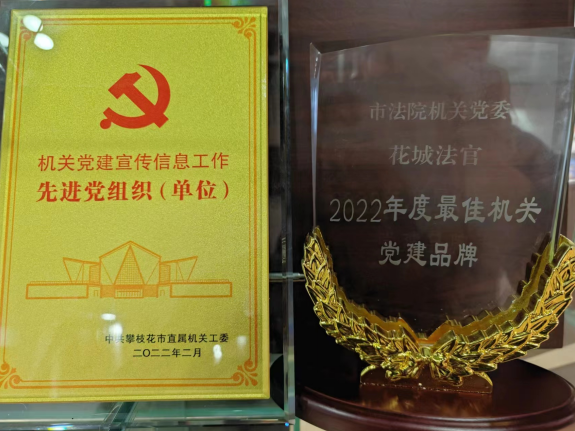 机关党建宣传信息工作
先进党组织（单位）
中共攀枝花市直属机关工委
二〇二二年二月
市法院机关党委
花城法官
2022年度最佳机关
党建品牌